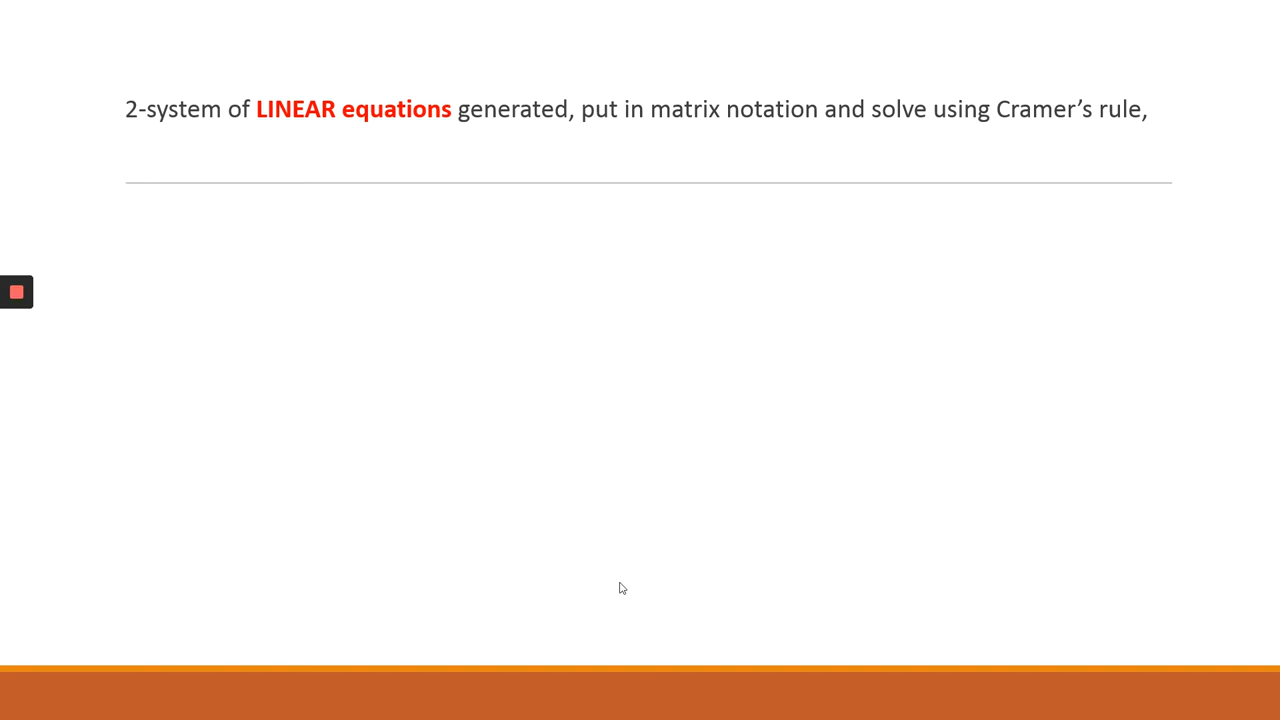 2-system of LINEAR equations generated, put in matrix notation and solve using Cramer’s rule,